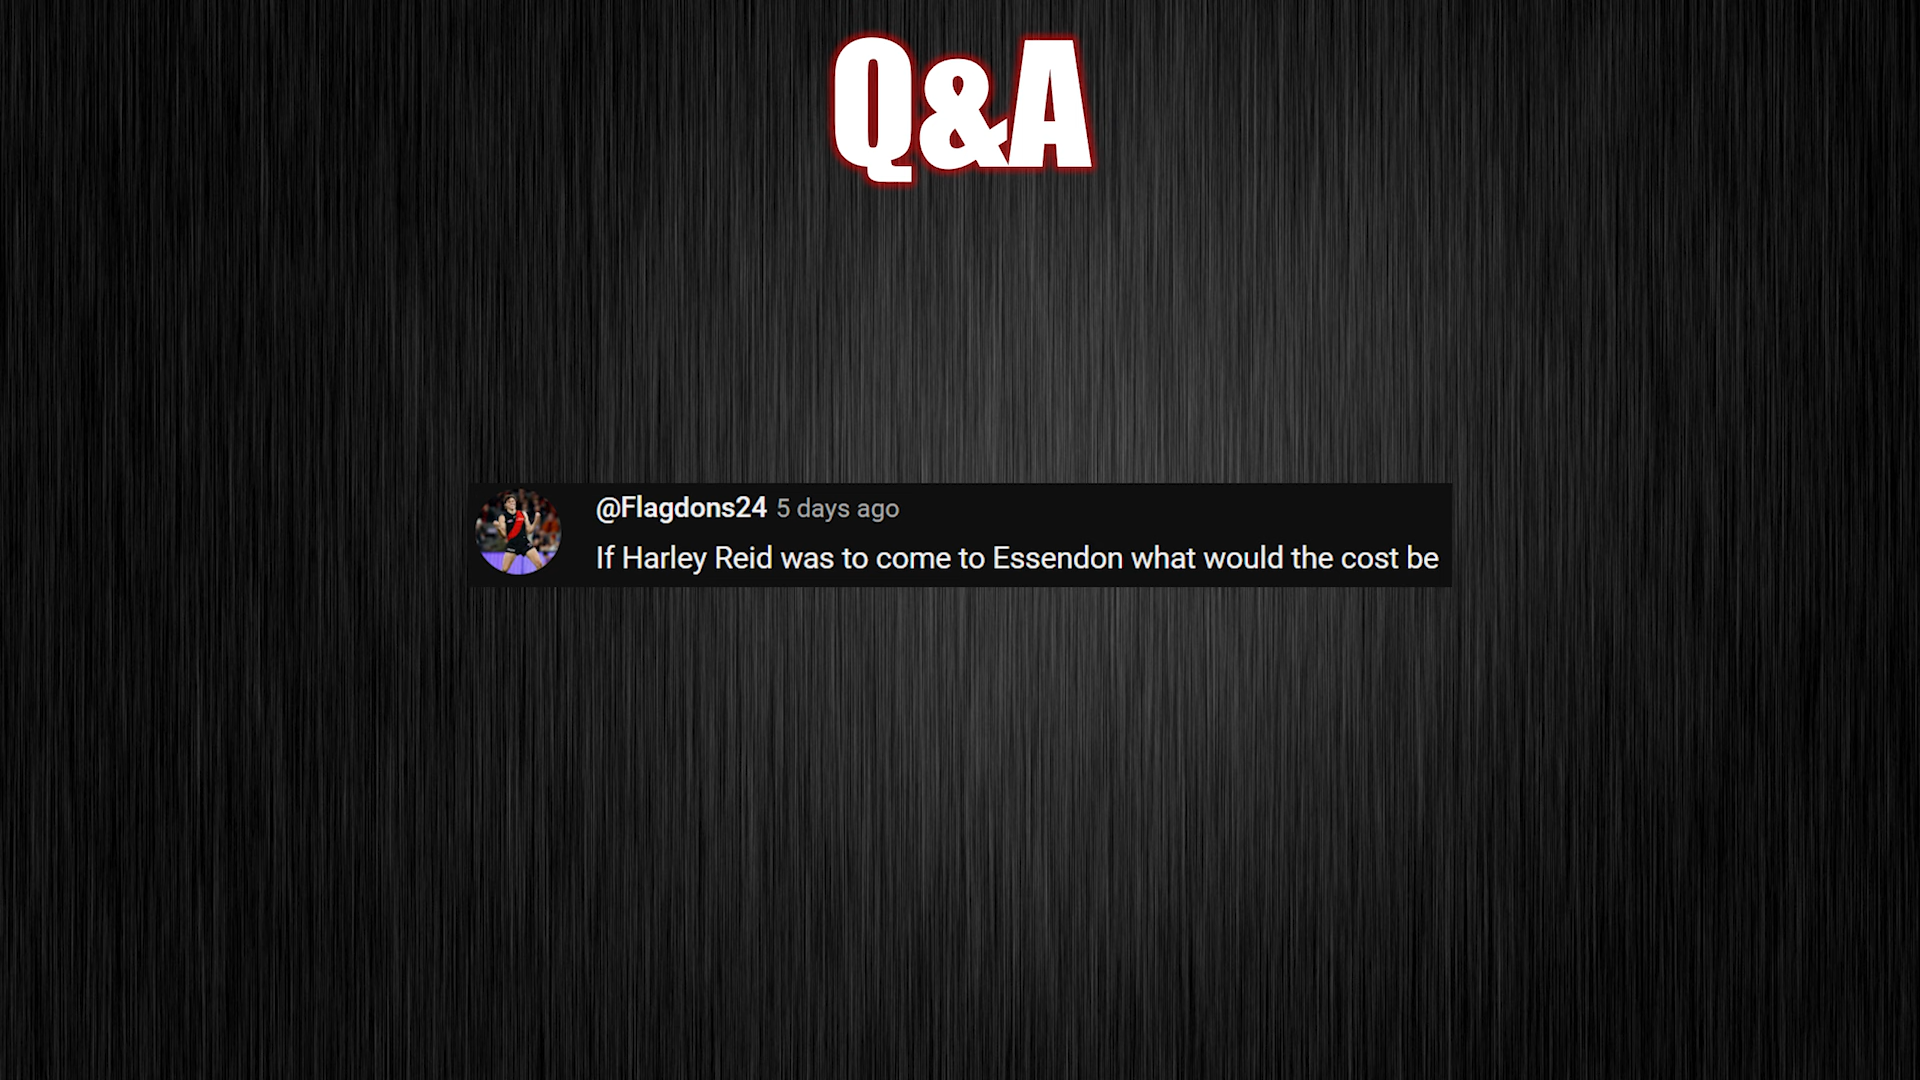 Q&A
@Flagdons24 5 days ago
If Harley Reid was to come to Essendon what would the cost be